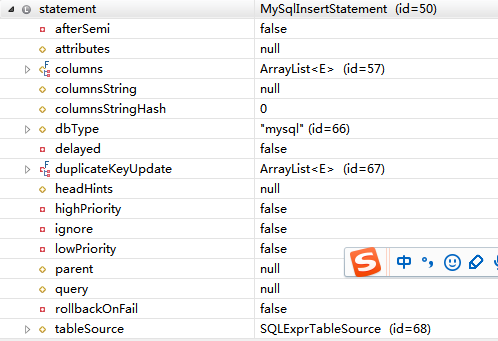 statement MySqlInsertStatement (id=50)
afterSemi false
attributes null
columns ArrayList<E> (id=57)
columnsString null
columnsStringHash 0
dbType "mysql" (id=66)
delayed false
duplicateKeyUpdate ArrayList<E> (id=67)
headHints null
highPriority false
ignore false
lowPriority false
中
parent null
query null
rollbackOnFail false
tableSource SQLExprTableSource (id=68)